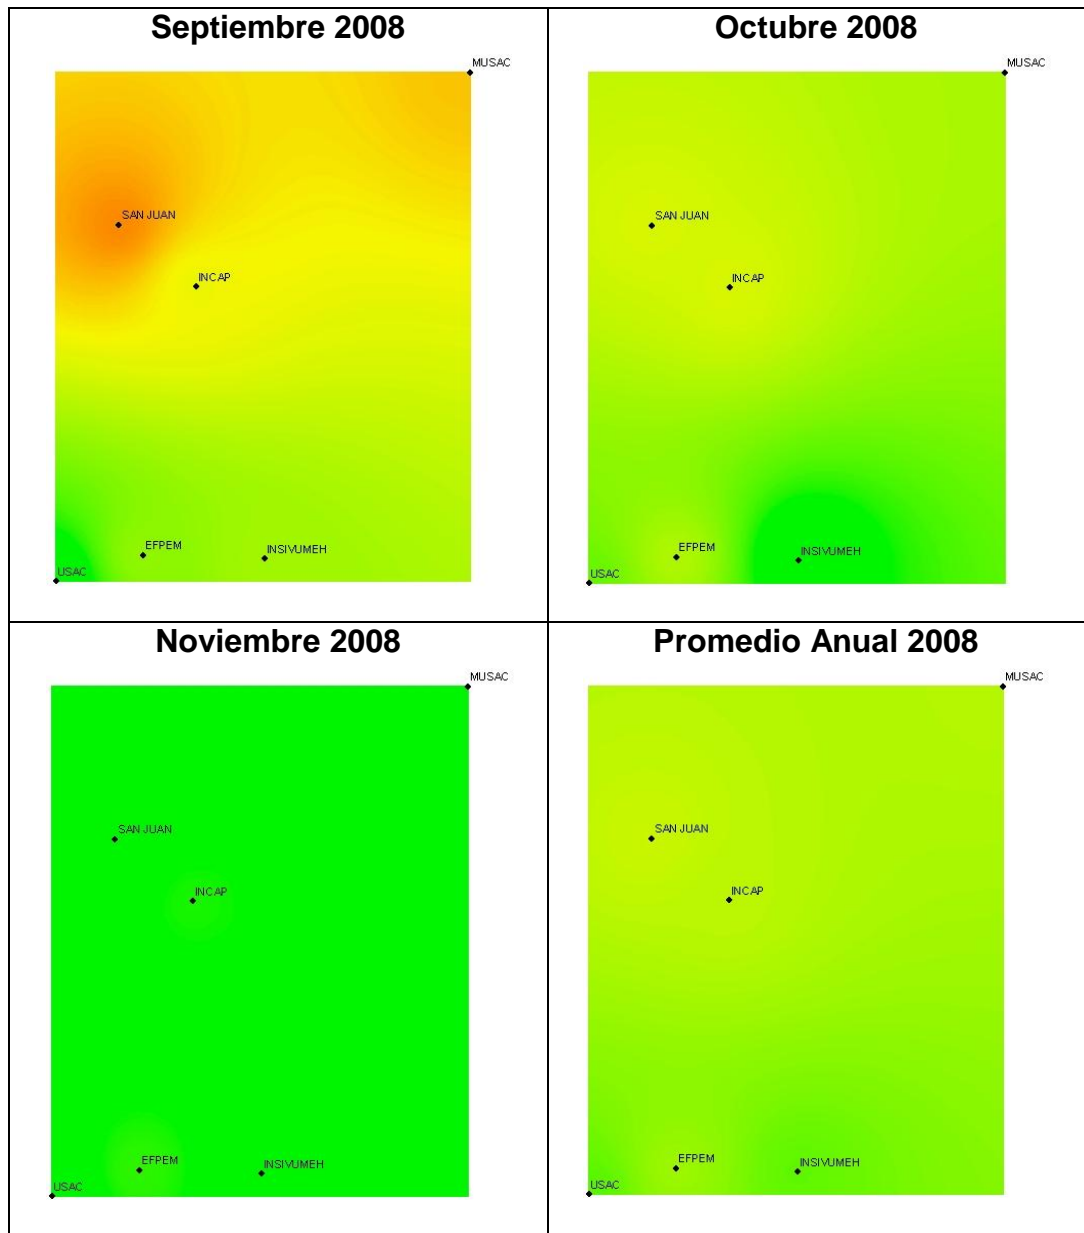 Septiembre 2008
MUSAC
SAN JUAN
INCAP
EFPEM
INSIVUMEH
USAC
Octubre 2008
MUSAC
SAN JUAN
INCAP
EFPEM
INSIVUMEH
USAC
Noviembre 2008
MUSAC
SAN JUAN
INCAP
EFPEM
INSIVUMEH
USAC
Promedio Anual 2008
MUSAC
SAN JUAN
INCAP
EFPEM
INSIVUMEH
USAC